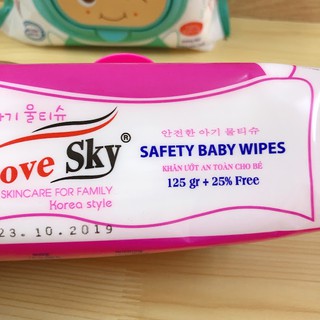 기 물티슈
안전한 아기 물티슈
ove Sky®
SAFETY BABY WIPES
KHĂN ƯỚT AN TOÀN CHO BÉ
SKINCARE FOR FAMILY
125 gr + 25% Free
Korea style
23.10.2019